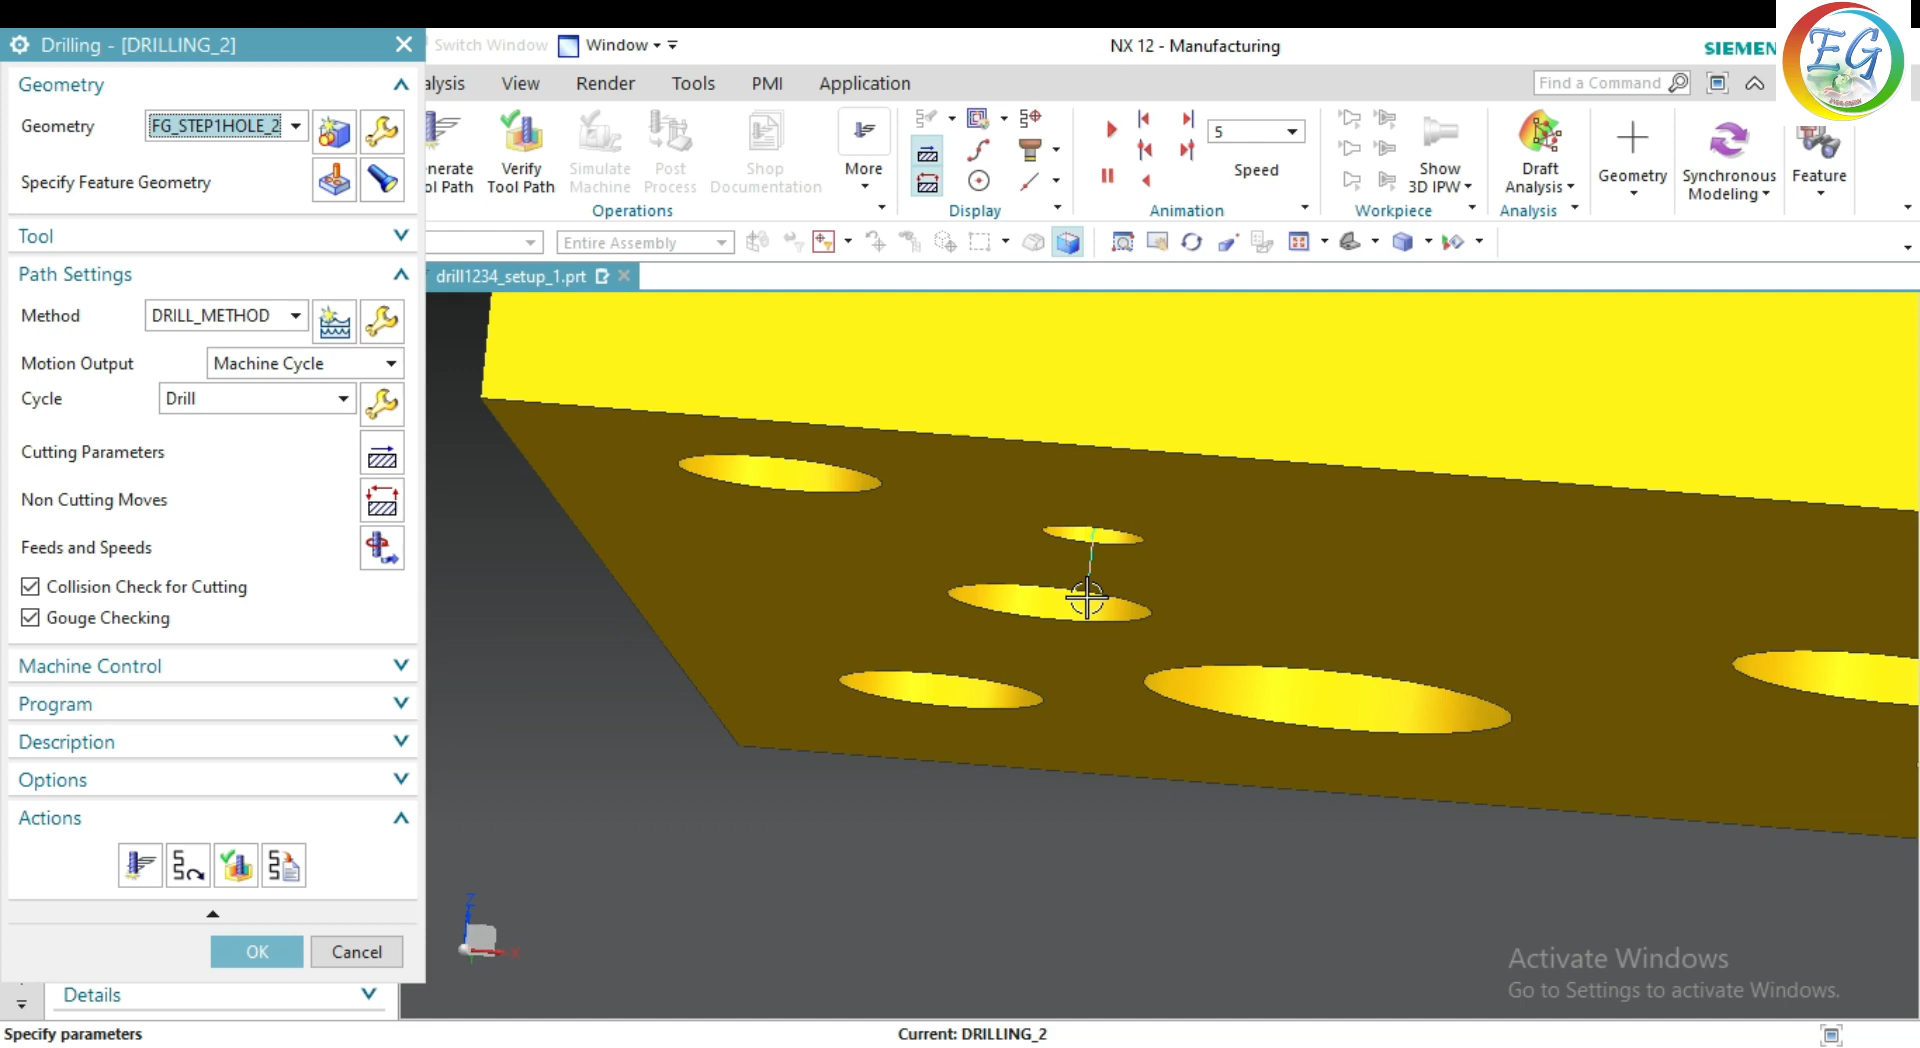 Drilling - [DRILLING_2]
Switch Window Window
NX 12 - Manufacturing
SIEMEN
EG
alysis View Render Tools PMI Application
Find a Command
Geometry
Geometry FG_STEP1HOLE_2
Specify Feature Geometry
nerate
ol Path
Verify
Tool Path
Simulate
Machine
Post
Process
Shop
Documentation
More
5
Speed
Show
3D IPW
Draft
Analysis
Geometry
Synchronous
Modeling
Feature
Operations Display Animation Workpiece Analysis
Entire Assembly
drill1234_setup_1.prt
Tool
Path Settings
Method DRILL_METHOD
Motion Output Machine Cycle
Cycle Drill
Cutting Parameters
Non Cutting Moves
Feeds and Speeds
Collision Check for Cutting
Gouge Checking
Machine Control
Program
Description
Options
Actions
OK Cancel
Details
Z
X
Activate Windows
Go to Settings to activate Windows.
Specify parameters
Current: DRILLING_2